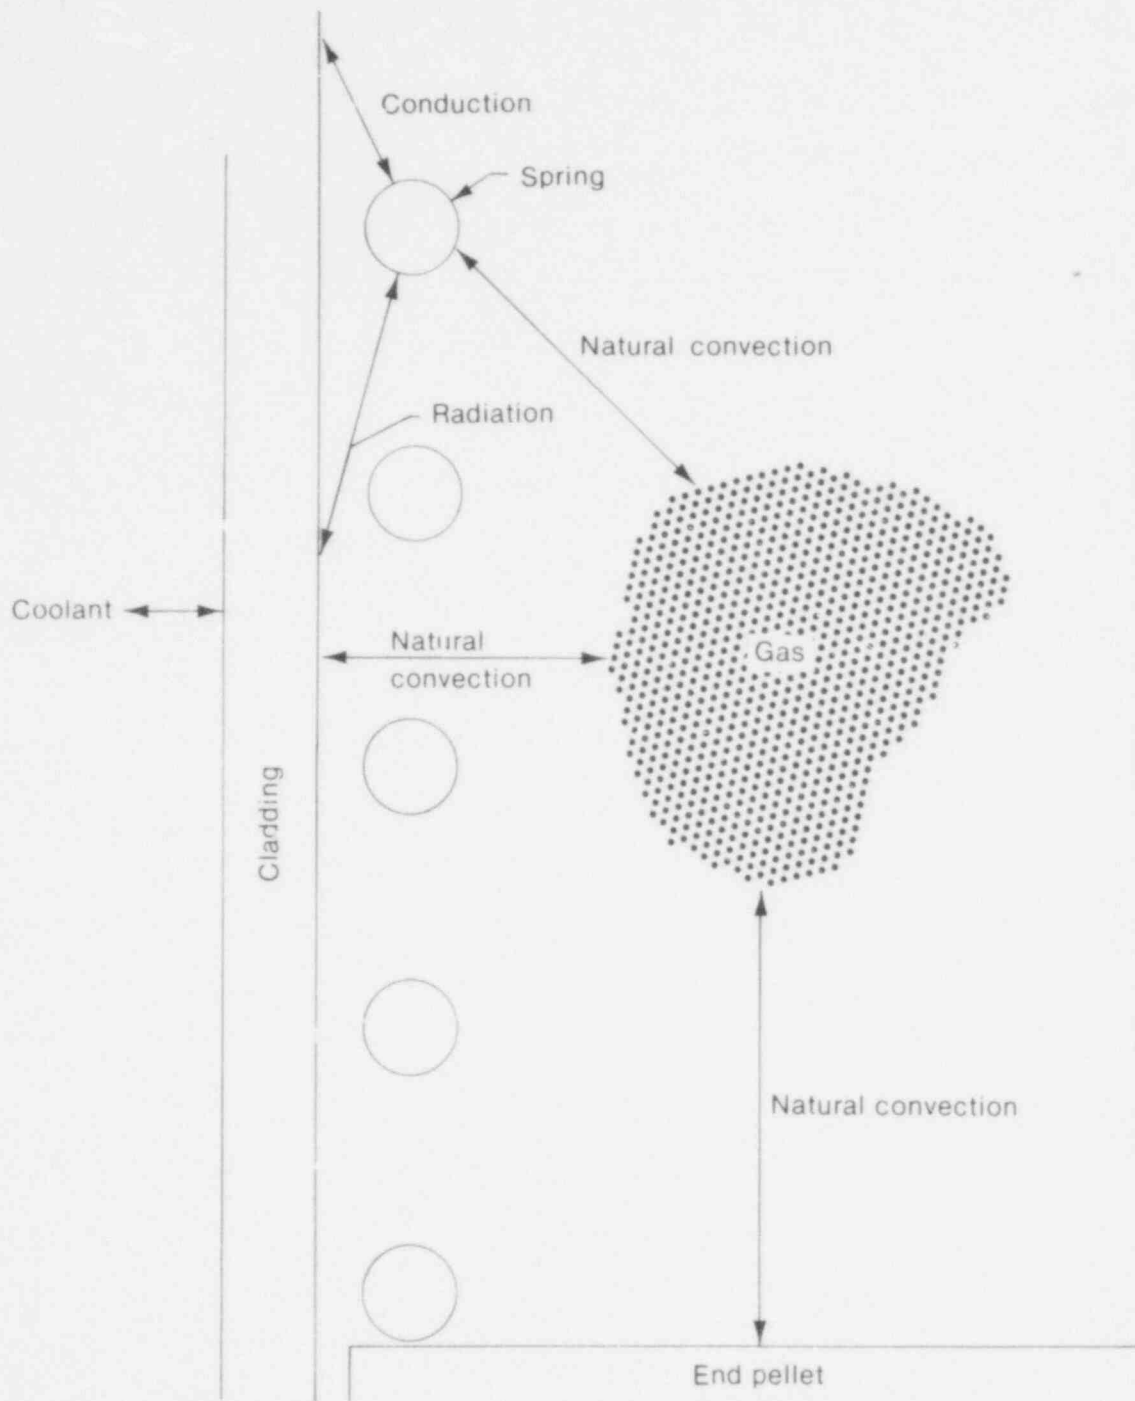 Conduction
Spring
Natural convection
Radiation
Coolant
Natural
convection
Gas
Cladding
Natural convection
End pellet